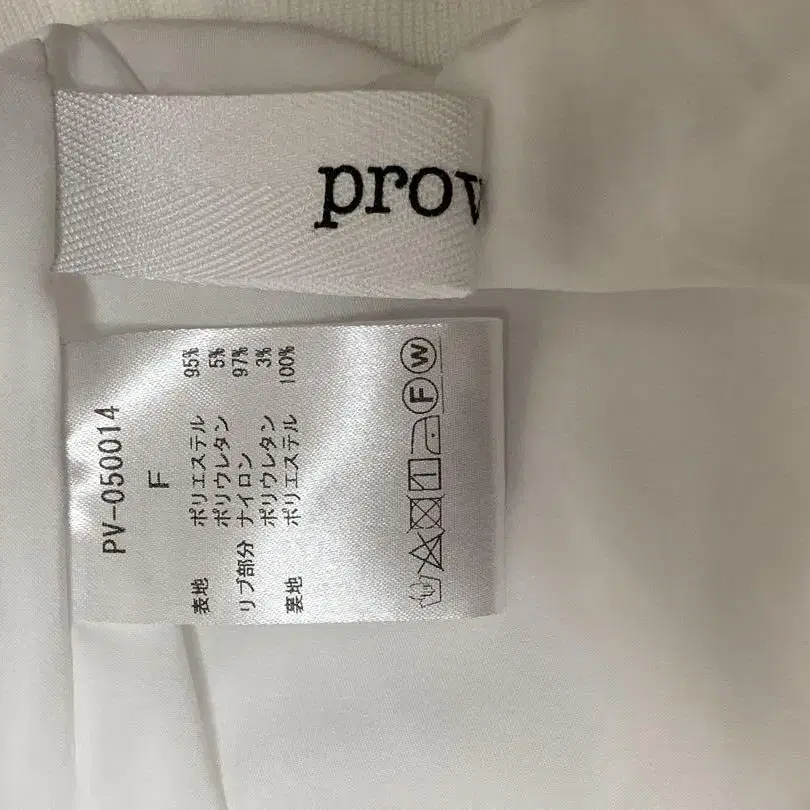 prov
PV-050014
F
表地 ポリエステル 95%
ポリウレタン 5%
リブ部分 ナイロン 97%
ポリウレタン 3%
裏地 ポリエステル 100%
F W